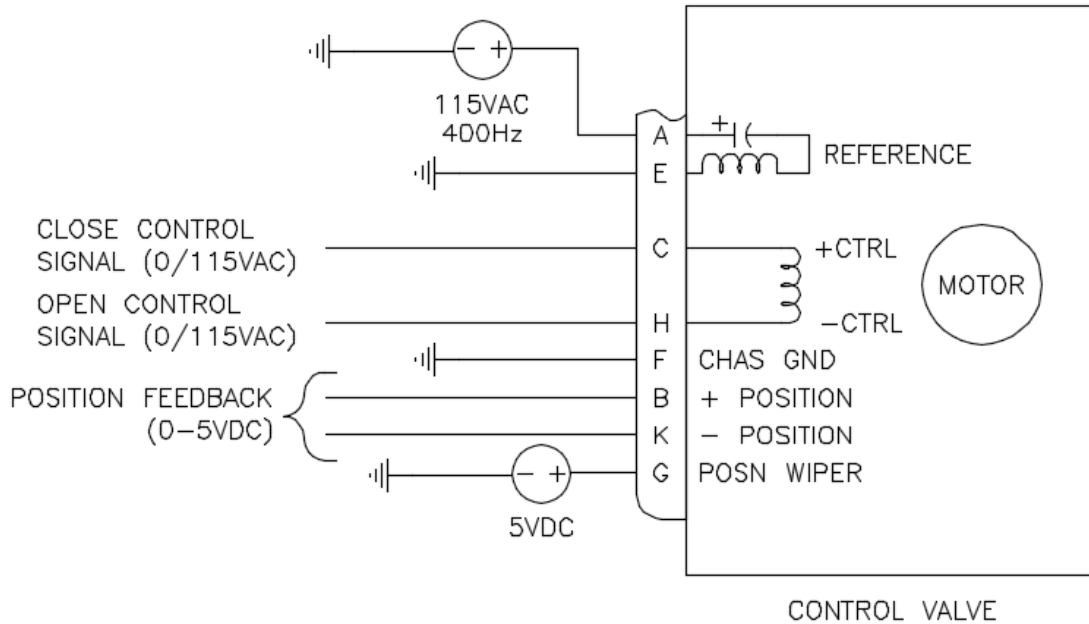 - +
115VAC
400Hz
A
+
E
REFERENCE
CLOSE CONTROL
SIGNAL (0/115VAC)
C
+CTRL
MOTOR
OPEN CONTROL
SIGNAL (0/115VAC)
H
-CTRL
F CHAS GND
POSITION FEEDBACK
(0-5VDC)
B + POSITION
K - POSITION
- +
G POSN WIPER
5VDC
CONTROL VALVE